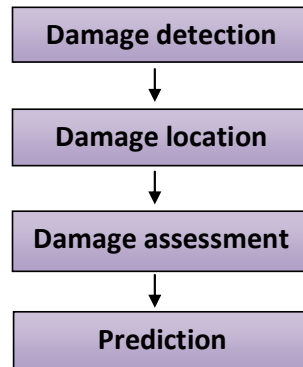 Damage detection
Damage location
Damage assessment
Prediction